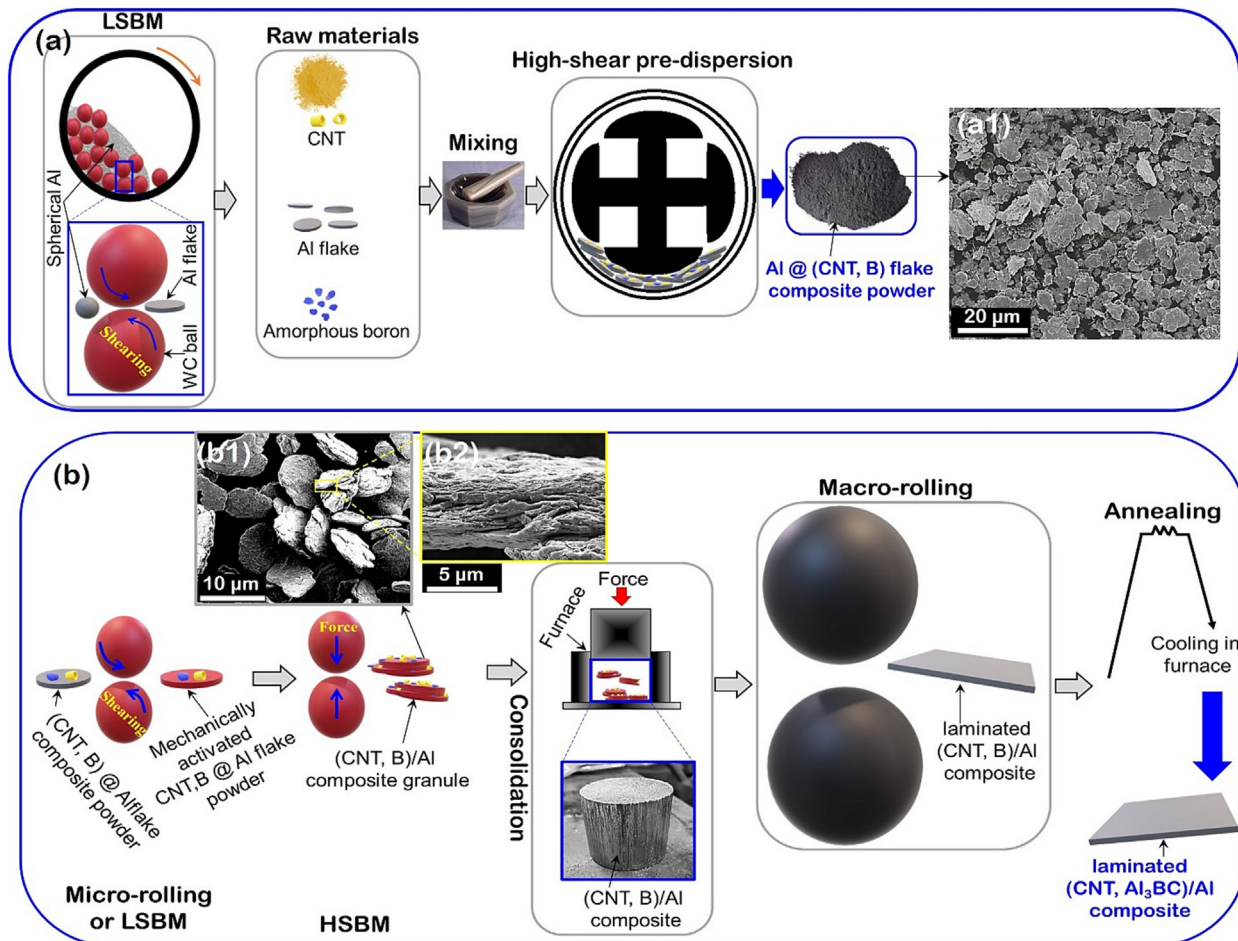 (a)
LSBM
Spherical Al
Al flake
Shearing
WC ball
Raw materials
CNT
Al flake
Amorphous boron
Mixing
High-shear pre-dispersion
Al @ (CNT, B) flake
composite powder
(a1)
20 μm
(b)
(b1)
10 μm
(b2)
5 μm
Shearing
(CNT, B) @ Alflake
composite powder
Mechanically
activated
CNT,B @ Al flake
powder
Micro-rolling
or LSBM
Force
(CNT, B)/Al
composite granule
HSBM
Consolidation
Force
Furnace
(CNT, B)/Al
composite
Macro-rolling
laminated
(CNT, B)/Al
composite
Annealing
Cooling in
furnace
laminated
(CNT, Al₃BC)/Al
composite